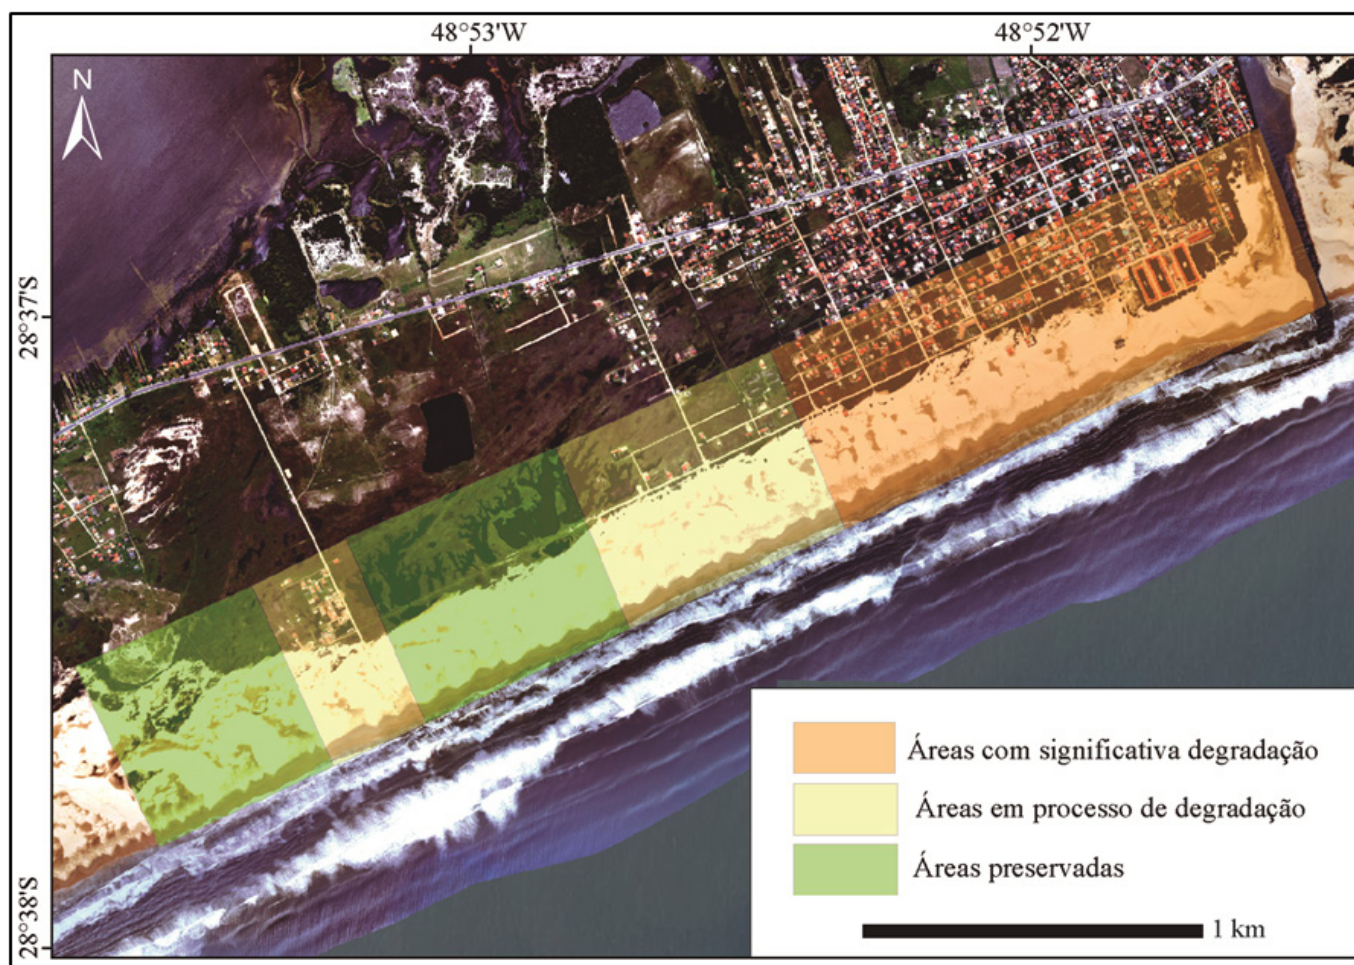 48°53'W
48°52'W
N
28°37'S
28°38'S
Áreas com significativa degradação
Áreas em processo de degradação
Áreas preservadas
1 km